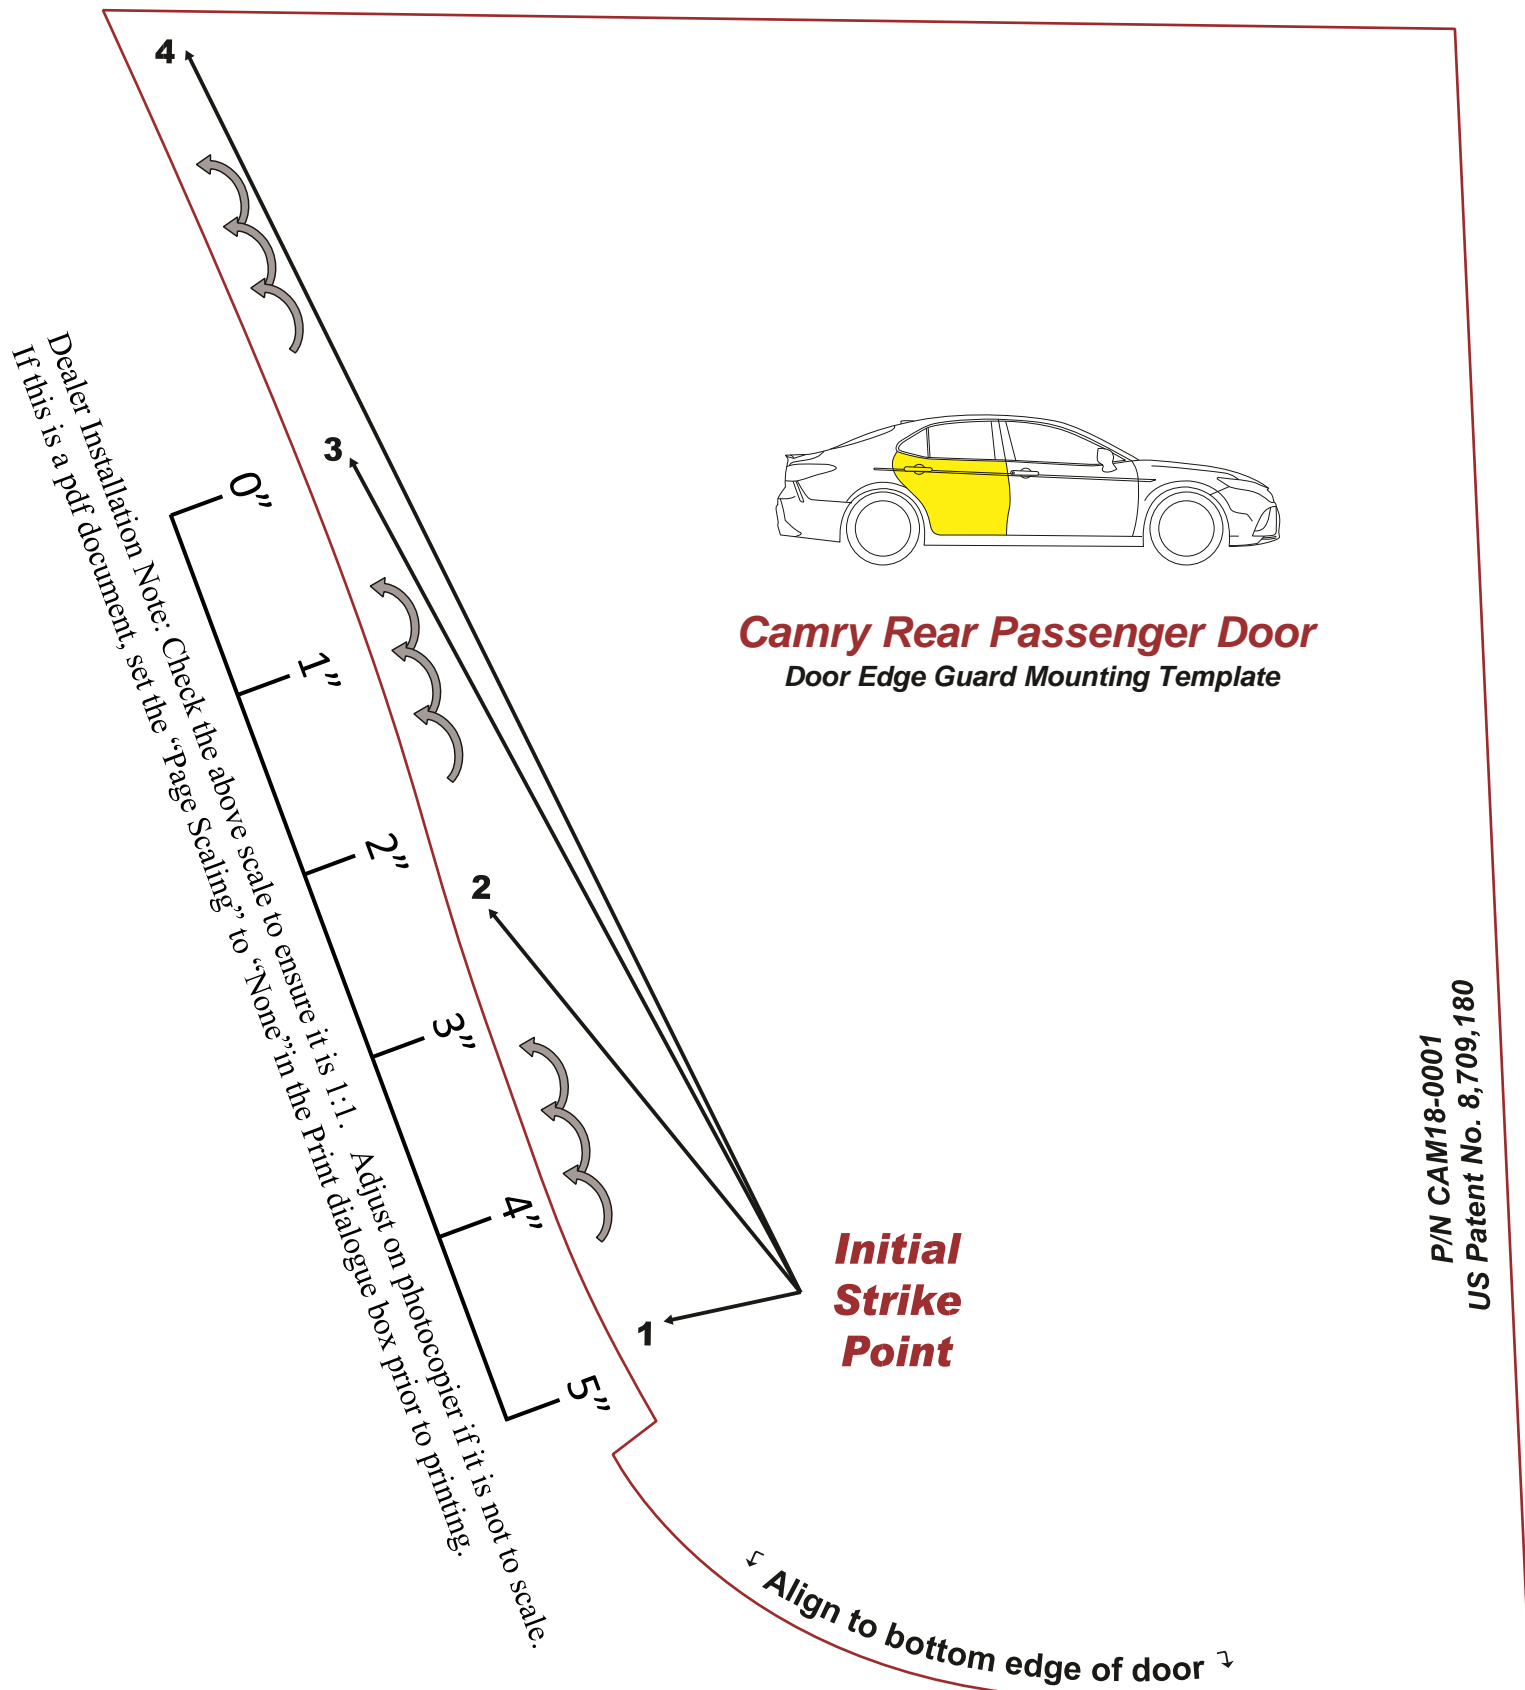 4
3
2
1
Camry Rear Passenger Door
Door Edge Guard Mounting Template
0”
1”
2”
3”
4”
5”
Dealer Installation Note: Check the above scale to ensure it is 1:1.   Adjust on photocopier if it is not to scale.
If this is a pdf document, set the “Page Scaling” to “None”in the Print dialogue box prior to printing.
Initial
Strike
Point
P/N CAM18-0001
US Patent No. 8,709,180
Align to bottom edge of door